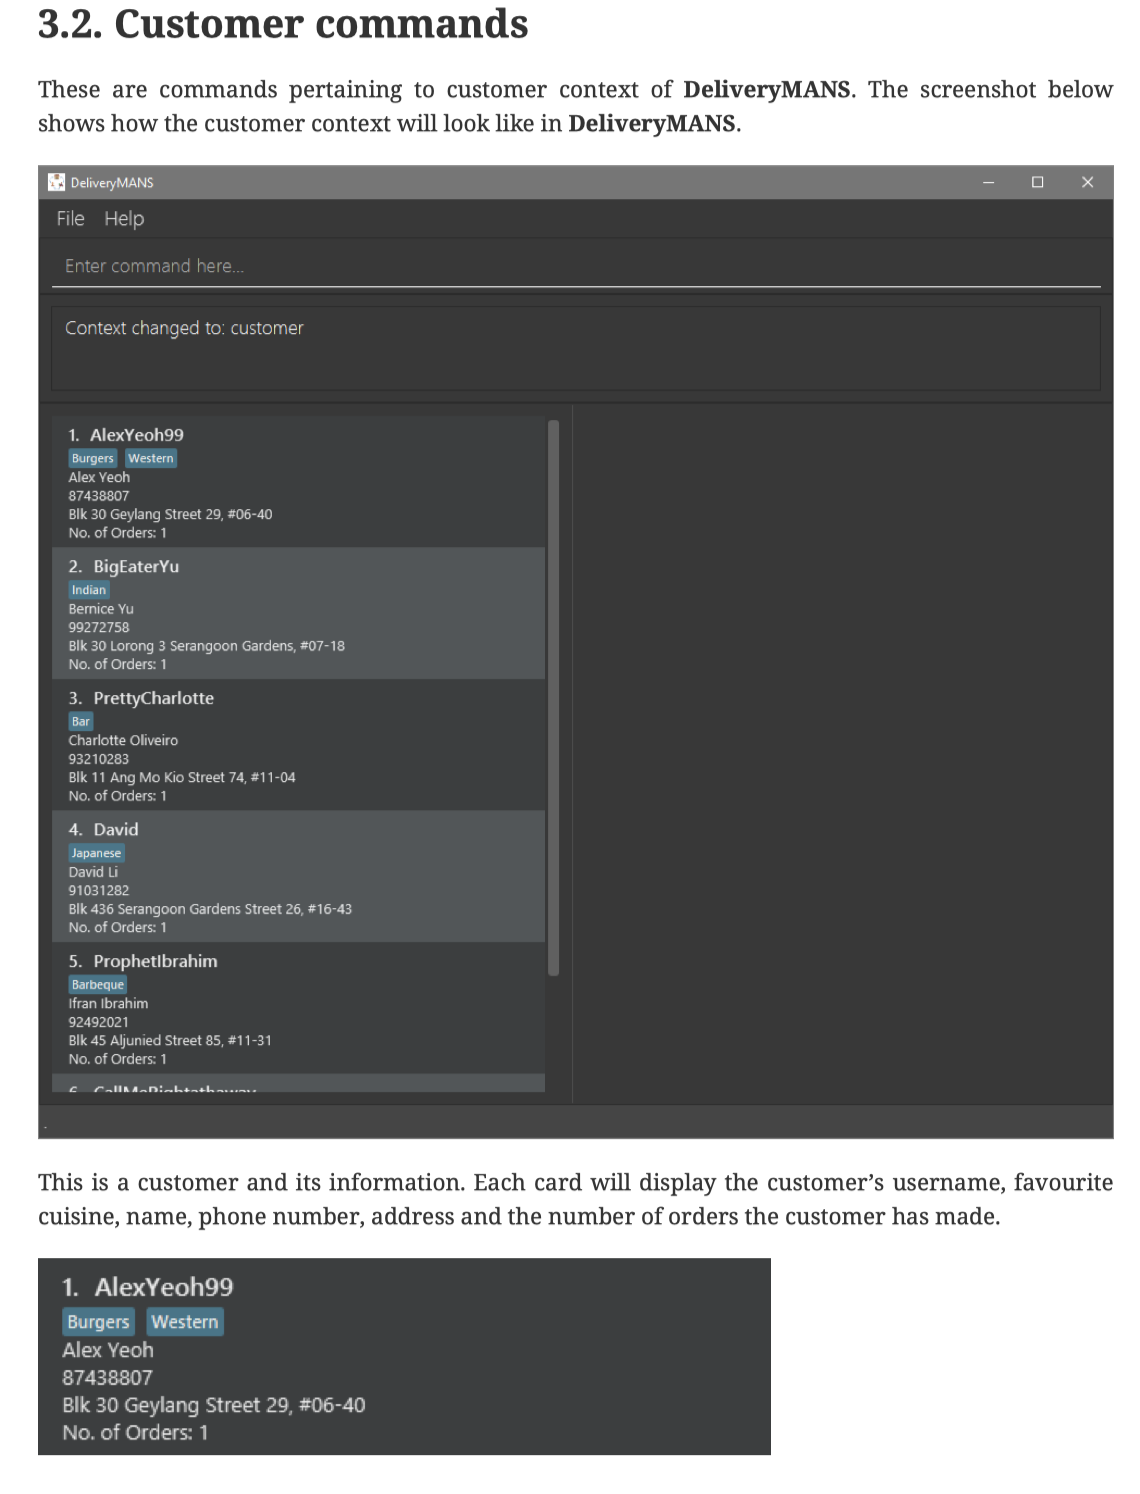 3.2. Customer commands
These are commands pertaining to customer context of DeliveryMANS. The screenshot below
shows how the customer context will look like in DeliveryMANS.
DeliveryMANS
File Help
Enter command here...
Context changed to: customer
1. AlexYeoh99
Burgers Western
Alex Yeoh
87438807
Blk 30 Geylang Street 29, #06-40
No. of Orders: 1
2. BigEaterYu
Indian
Bernice Yu
99272758
Blk 30 Lorong 3 Serangoon Gardens, #07-18
No. of Orders: 1
3. PrettyCharlotte
Bar
Charlotte Oliveiro
93210283
Blk 11 Ang Mo Kio Street 74, #11-04
No. of Orders: 1
4. David
Japanese
David Li
91031282
Blk 436 Serangoon Gardens Street 26, #16-43
No. of Orders: 1
5. ProphetIbrahim
Barbeque
Ifran Ibrahim
92492021
Blk 45 Aljunied Street 85, #11-31
No. of Orders: 1
This is a customer and its information. Each card will display the customer’s username, favourite
cuisine, name, phone number, address and the number of orders the customer has made.
1. AlexYeoh99
Burgers Western
Alex Yeoh
87438807
Blk 30 Geylang Street 29, #06-40
No. of Orders: 1